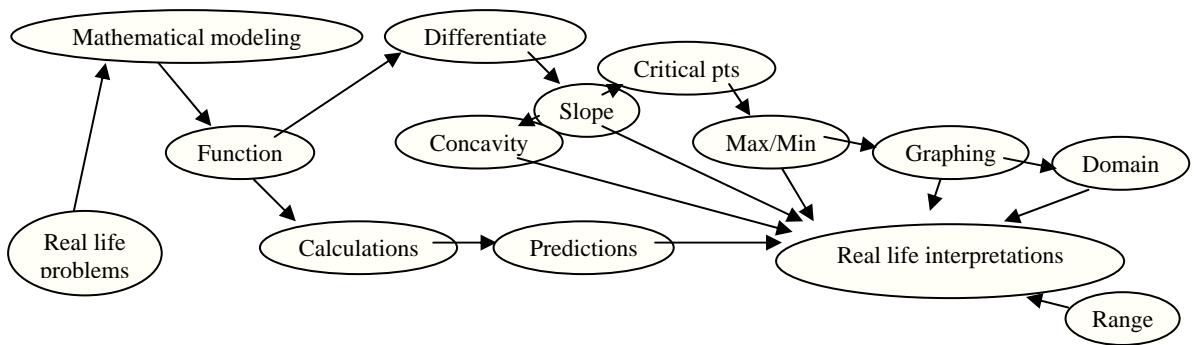 Mathematical modeling
Differentiate
Critical pts
Slope
Concavity
Function
Max/Min
Graphing
Domain
Real life
problems
Calculations
Predictions
Real life interpretations
Range